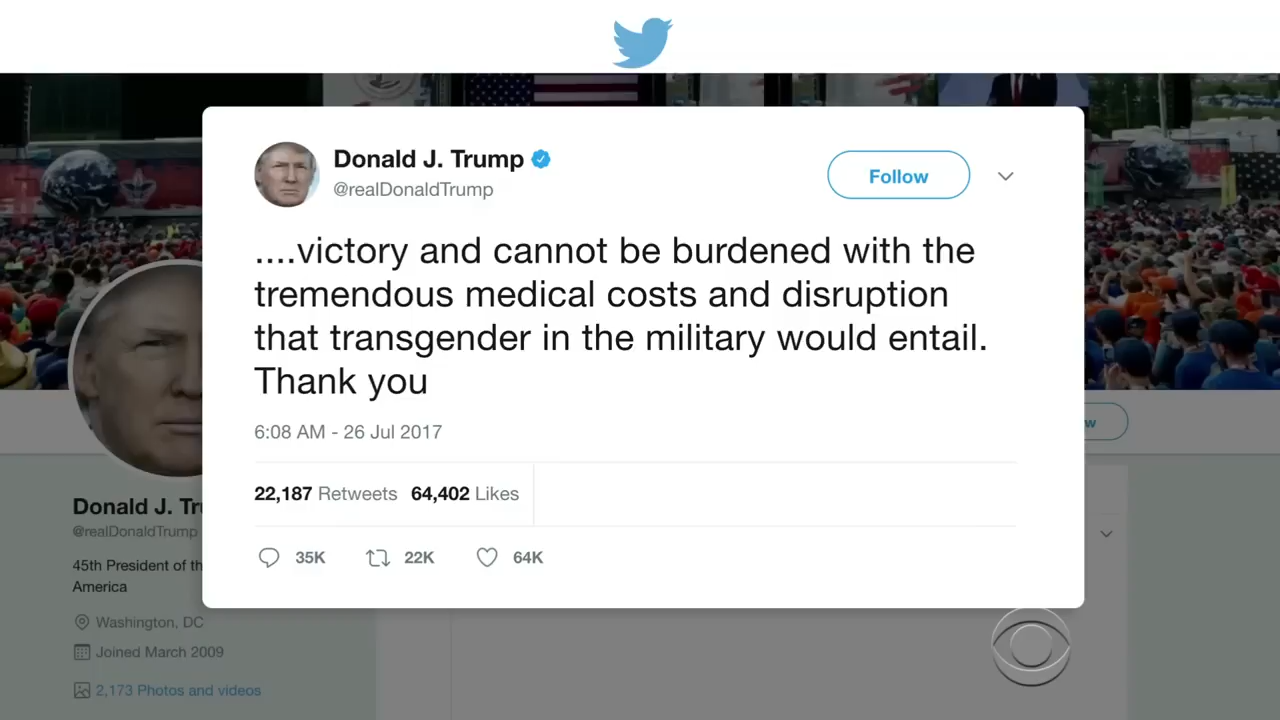 Donald J. Trump
@realDonaldTrump
Follow
....victory and cannot be burdened with the
tremendous medical costs and disruption
that transgender in the military would entail.
Thank you
6:08 AM - 26 Jul 2017
22,187 Retweets 64,402 Likes
35K 22K 64K
w
Donald J. Tr
@realDonaldTrump
45th President of th
America
Washington, DC
Joined March 2009
2,173 Photos and videos